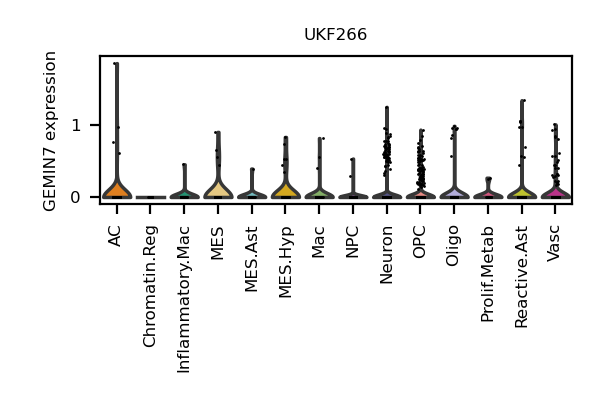 UKF266
GEMIN7 expression
1
0
AC
Chromatin.Reg
Inflammatory.Mac
MES
MES.Ast
MES.Hyp
Mac
NPC
Neuron
OPC
Oligo
Prolif.Metab
Reactive.Ast
Vasc